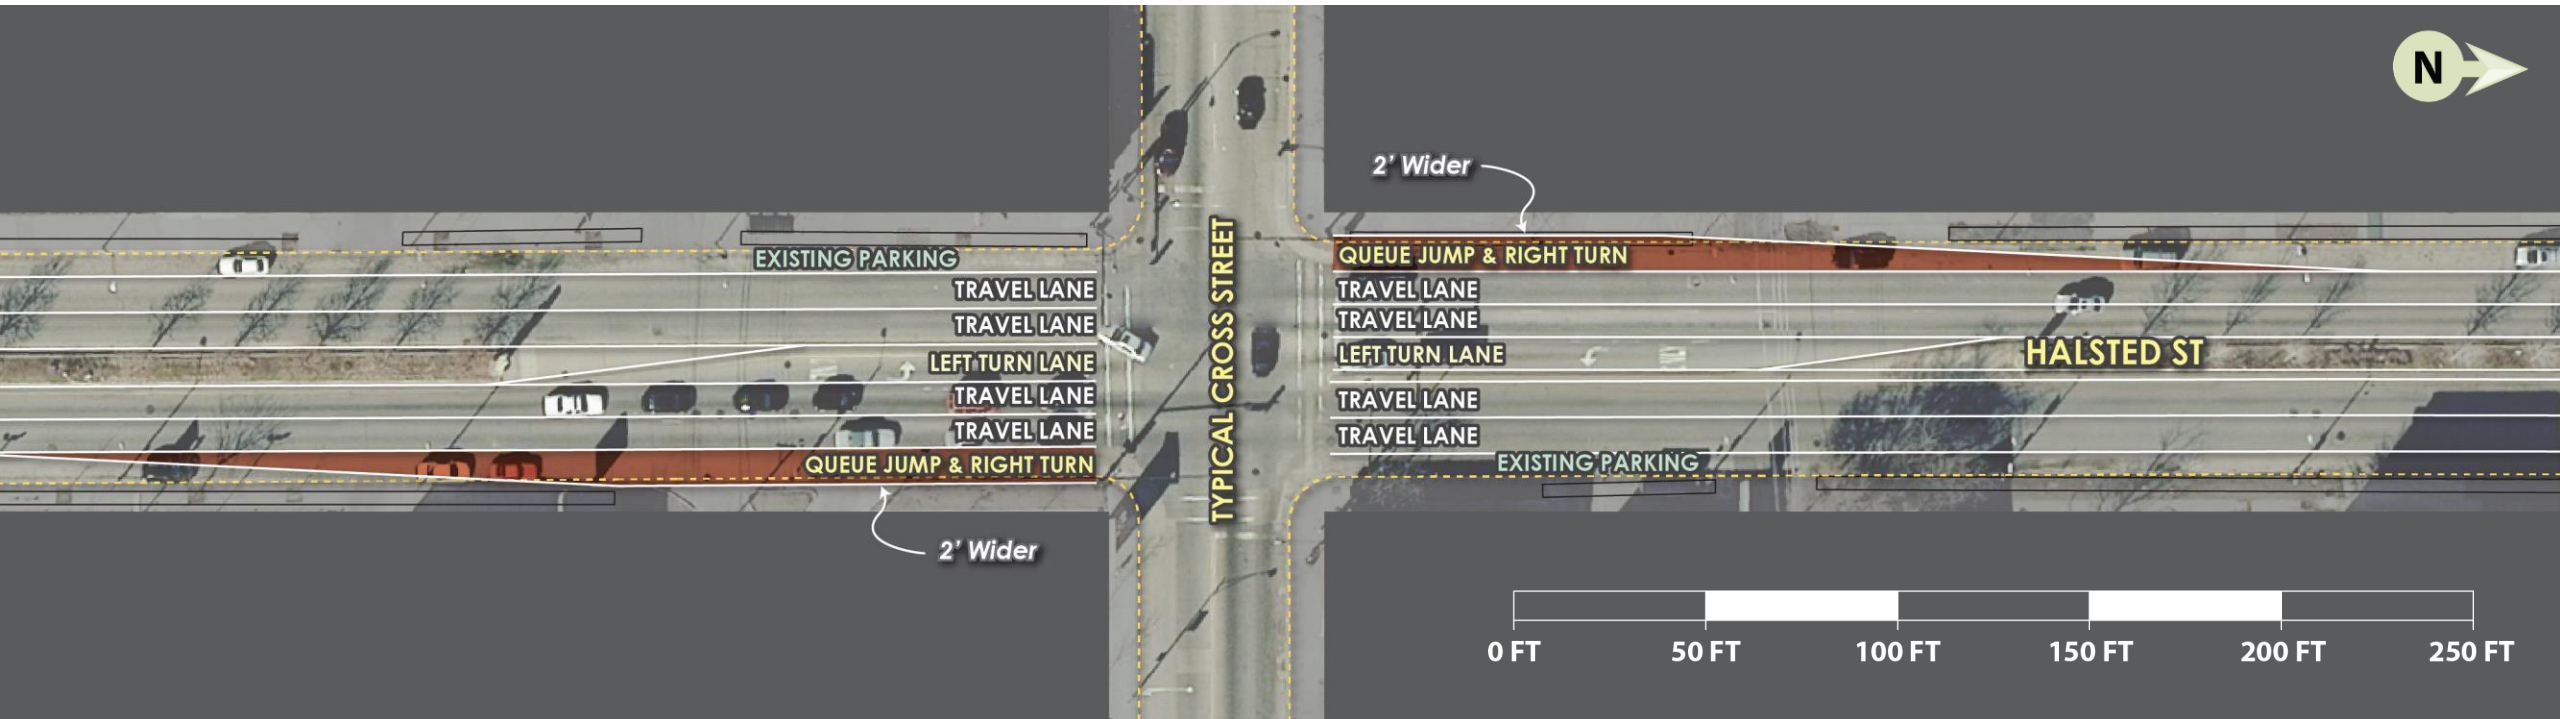 N
2' Wider
EXISTING PARKING
TRAVEL LANE
TRAVEL LANE
LEFT TURN LANE
TRAVEL LANE
TRAVEL LANE
QUEUE JUMP & RIGHT TURN
2' Wider
TYPICAL CROSS STREET
QUEUE JUMP & RIGHT TURN
TRAVEL LANE
TRAVEL LANE
LEFT TURN LANE
HALSTED ST
TRAVEL LANE
TRAVEL LANE
EXISTING PARKING
0 FT 50 FT 100 FT 150 FT 200 FT 250 FT